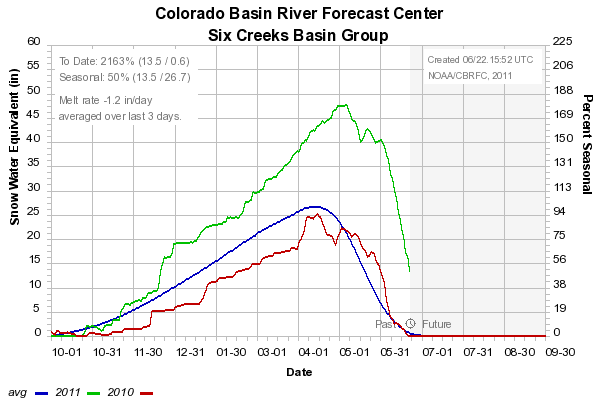 Colorado Basin River Forecast Center
Six Creeks Basin Group
To Date: 2163% (13.5 / 0.6)
Seasonal: 50% (13.5 / 26.7)
Melt rate -1.2 in/day
averaged over last 3 days.
Created 06/22.15:52 UTC
NOAA/CBRFC, 2011
Snow Water Equivalent (in)
60
55
50
45
40
35
30
25
20
15
10
5
0
Percent Seasonal
225
206
187
169
150
131
113
94
75
56
38
19
0
Past
Future
10-01 10-31 11-30 12-31 01-30 03-01 04-01 05-01 05-31 07-01 07-31 08-30 09-30
Date
avg 2011 2010